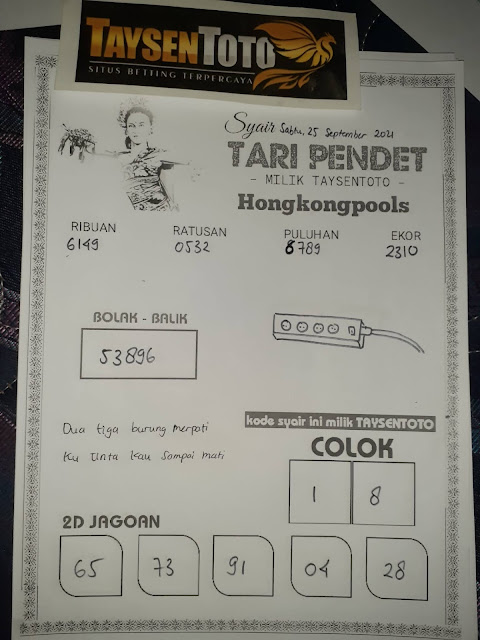 TAYSENTOTO
SITUS BETTING TERPERCAYA
Syair Sabtu, 25 September 2021
TARI PENDET
- MILIK TAYSENTOTO -
Hongkongpools
RIBUAN RATUSAN PULUHAN EKOR
6149 0532 8789 2310
BOLAK - BALIK
53896
Dua tiga burung merpati
Ku cinta kau sampai mati
kode syair ini milik TAYSENTOTO
COLOK
1 8
2D JAGOAN
65 73 91 04 28